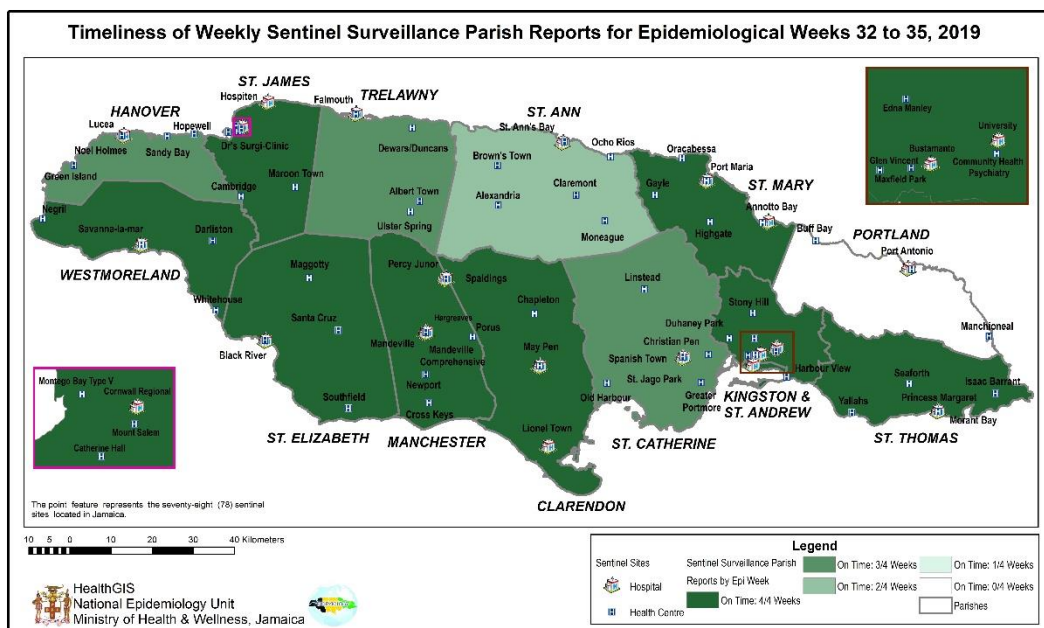 Timeliness of Weekly Sentinel Surveillance Parish Reports for Epidemiological Weeks 32 to 35, 2019
ST. JAMES
Hospiten
TRELAWNY
Falmouth
HANOVER
Lucea
Hopewell
Noel Holmes
Sandy Bay
Green Island
Dr's Surgi-Clinic
Cambridge
Maroon Town
Dewars/Duncans
Albert Town
Ulster Spring
ST. ANN
St. Ann's Bay
Ocho Rios
Brown's Town
Alexandria
Claremont
Moneague
Oracabessa
Port Maria
Gayle
ST. MARY
Annotto Bay
Highgate
Buff Bay
PORTLAND
Port Antonio
Manchioneal
Edna Manley
University
Bustamante
Glen Vincent
Community Health
Psychiatry
Maxfield Park
Negril
Savanna-la-mar
Darliston
WESTMORELAND
Whitehouse
Maggotty
Santa Cruz
Black River
Southfield
ST. ELIZABETH
Percy Junor
Spaldings
Hargreaves
Mandeville
Mandeville
Comprehensive
Porus
Newport
Cross Keys
MANCHESTER
Chapleton
May Pen
Lionel Town
CLARENDON
Linstead
Christian Pen
Spanish Town
St. Jago Park
Old Harbour
Greater
Portmore
ST. CATHERINE
Stony Hill
Duhaney Park
Harbour View
KINGSTON &
ST. ANDREW
Seaforth
Isaac Barrant
Princess Margaret
Yallahs
Morant Bay
ST. THOMAS
Montego Bay Type V
Cornwall Regional
Mount Salem
Catherine Hall
The point feature represents the seventy-eight (78) sentinel
sites located in Jamaica.
10 5 0 10 20 30 40 Kilometers
HealthGIS
National Epidemiology Unit
Ministry of Health & Wellness, Jamaica
Legend
Sentinel Sites
Hospital
Health Centre
Sentinel Surveillance Parish
Reports by Epi Week
On Time: 4/4 Weeks
On Time: 3/4 Weeks
On Time: 2/4 Weeks
On Time: 1/4 Weeks
On Time: 0/4 Weeks
Parishes